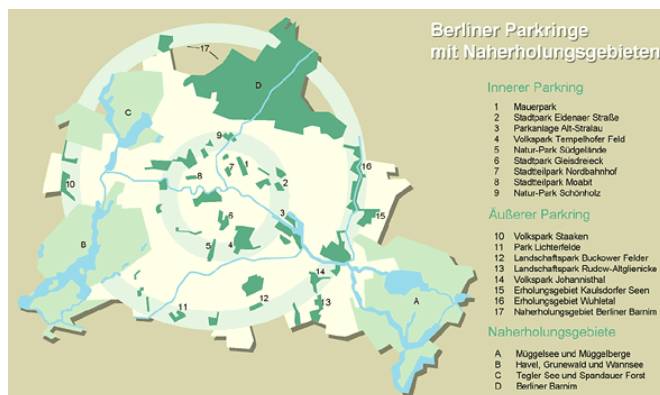 Berliner Parkringe
mit Naherholungsgebieten
Innerer Parkring
1 Mauerpark
2 Stadtpark Eldenaer Straße
3 Parkanlage Alt-Stralau
4 Volkspark Tempelhofer Feld
5 Natur-Park Südgelände
6 Stadtpark Gleisdreieck
7 Stadtteilpark Nordbahnhof
8 Stadtteilpark Moabit
9 Natur-Park Schönholz
Äußerer Parkring
10 Volkspark Staaken
11 Park Lichterfelde
12 Landschaftspark Buckower Felder
13 Landschaftspark Rudow-Altglienicke
14 Volkspark Johannisthal
15 Erholungsgebiet Kaulsdorfer Seen
16 Erholungsgebiet Wuhletal
17 Naherholungsgebiet Berliner Barnim
Naherholungsgebiete
A Müggelsee und Müggelberge
B Havel, Grunewald und Wannsee
C Tegler See und Spandauer Forst
D Berliner Barnim
17
D
C
9
16
7
1
8
2
10
3
15
6
5
4
B
14
A
12
13
11